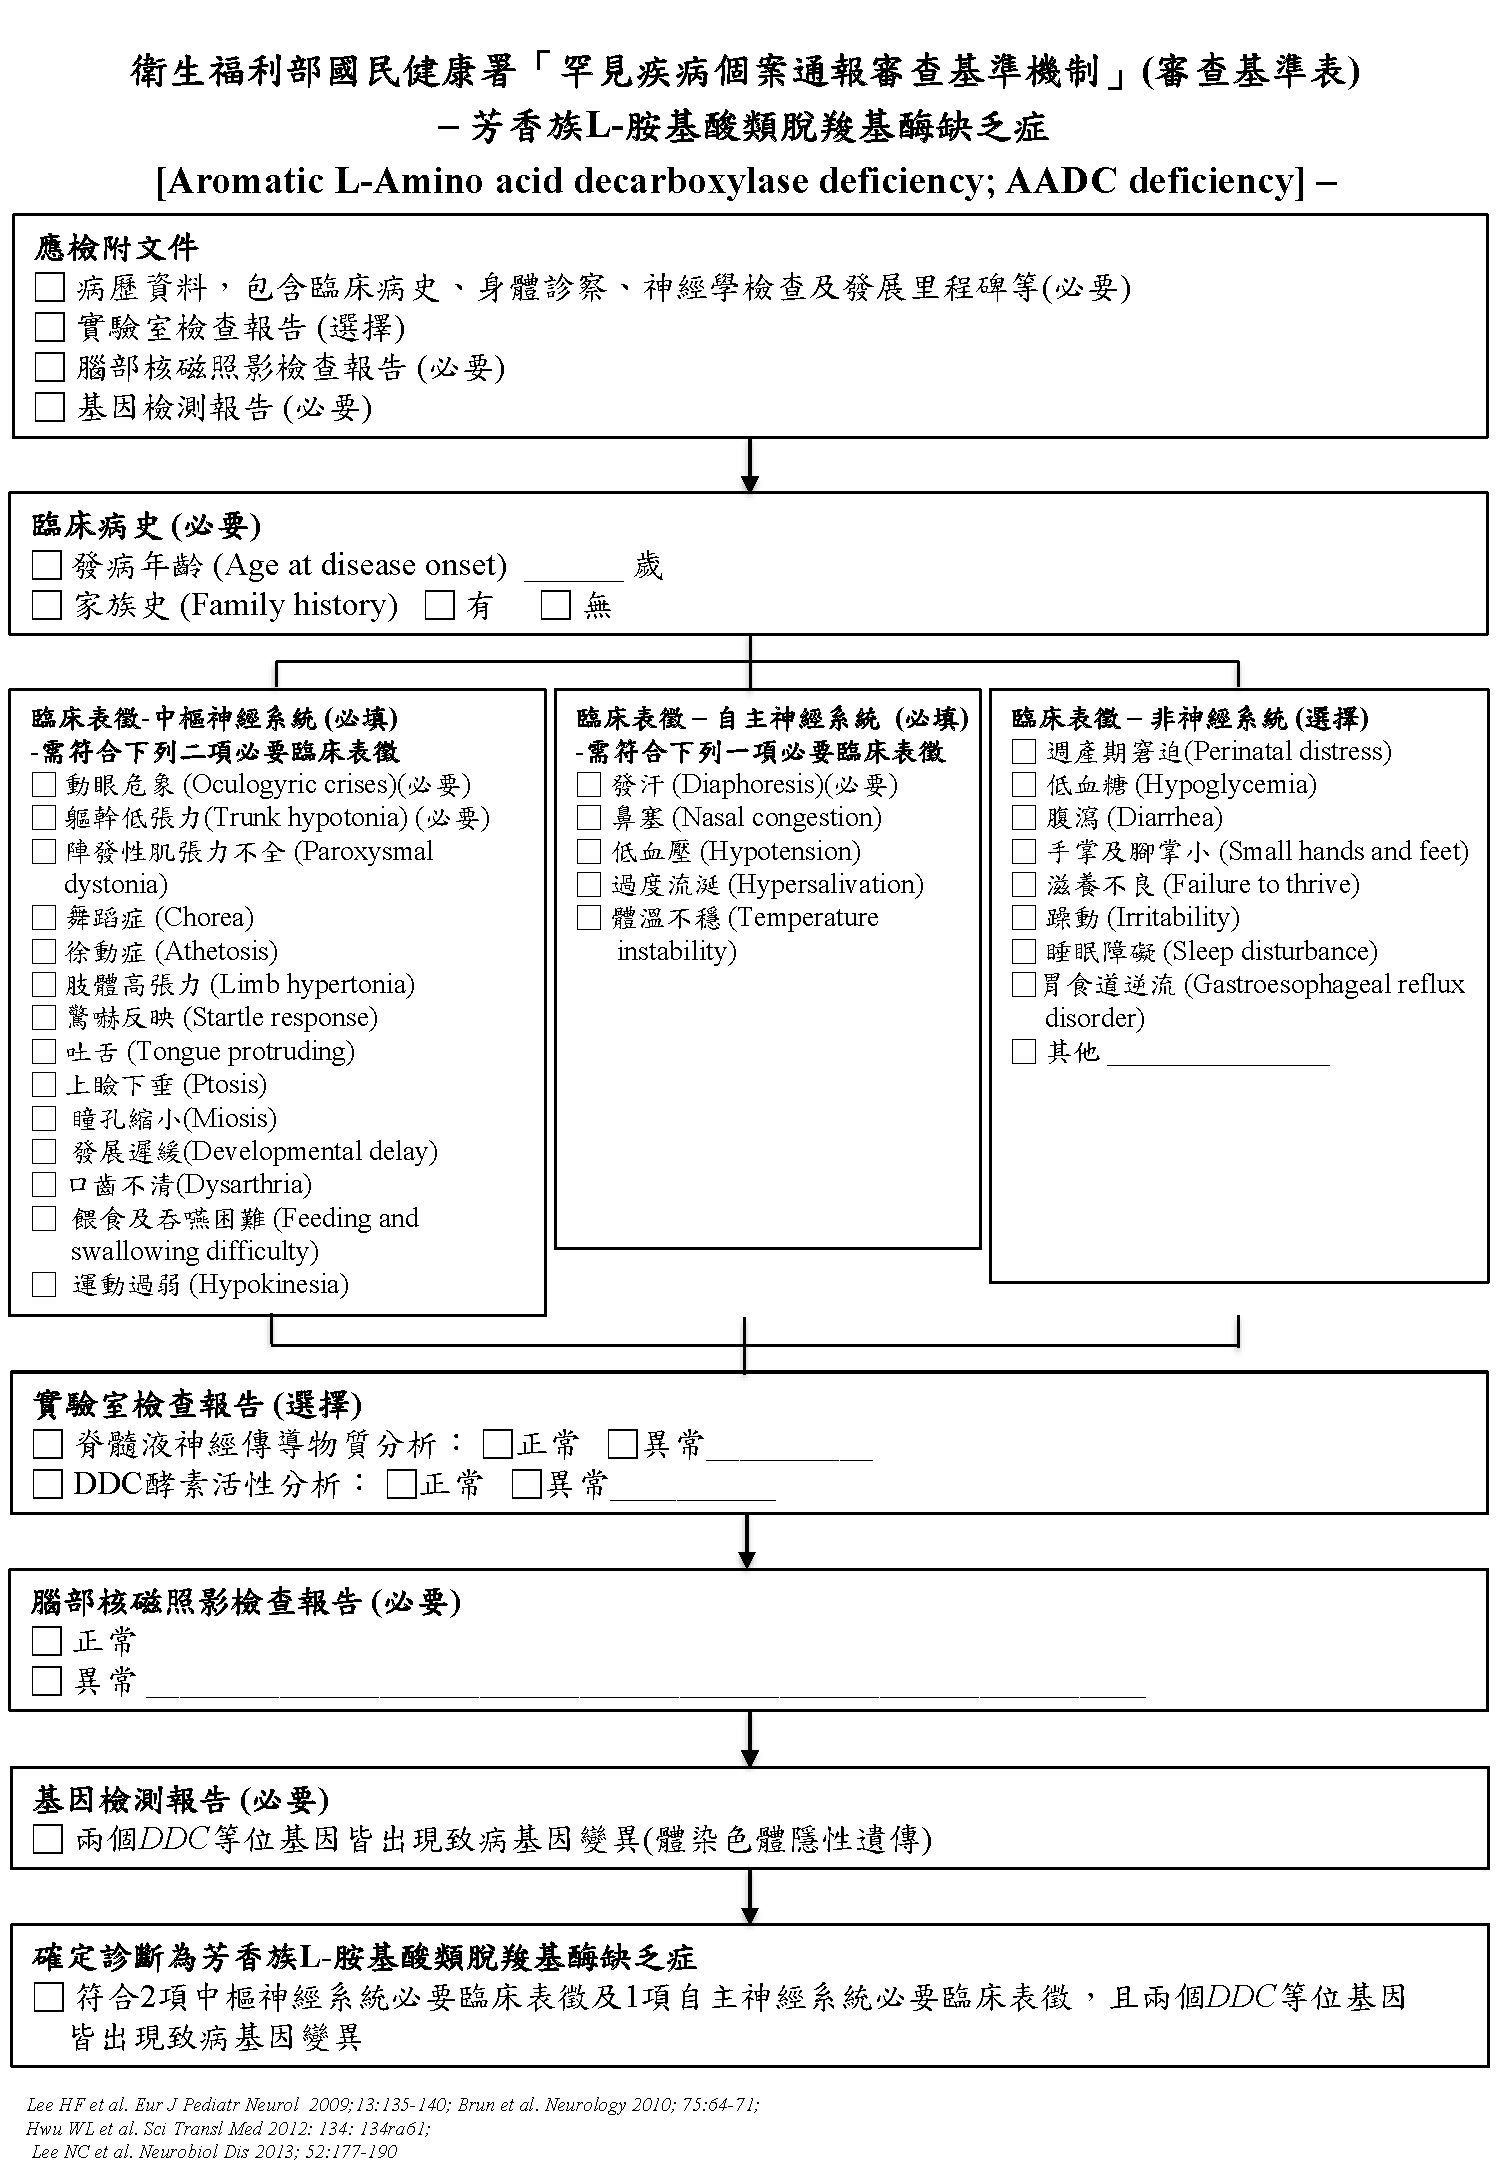 衛生福利部國民健康署「罕見疾病個案通報審查基準機制」(審查基準表)
– 芳香族L-胺基酸類脫羧基酶缺乏症
[Aromatic L-Amino acid decarboxylase deficiency; AADC deficiency] –
應檢附文件
□ 病歷資料，包含臨床病史、身體診察、神經學檢查及發展里程碑等(必要)
□ 實驗室檢查報告 (選擇)
□ 腦部核磁照影檢查報告 (必要)
□ 基因檢測報告 (必要)
臨床病史 (必要)
□ 發病年齡 (Age at disease onset) ______ 歲
□ 家族史 (Family history) □ 有 □ 無
臨床表徵-中樞神經系統 (必填)
-需符合下列二項必要臨床表徵
□ 動眼危象 (Oculogyric crises)(必要)
□ 軀幹低張力(Trunk hypotonia) (必要)
□ 陣發性肌張力不全 (Paroxysmal
dystonia)
□ 舞蹈症 (Chorea)
□ 徐動症 (Athetosis)
□ 肢體高張力 (Limb hypertonia)
□ 驚嚇反映 (Startle response)
□ 吐舌 (Tongue protruding)
□ 上瞼下垂 (Ptosis)
□ 瞳孔縮小(Miosis)
□ 發展遲緩(Developmental delay)
□ 口齒不清(Dysarthria)
□ 餵食及吞嚥困難 (Feeding and
swallowing difficulty)
□ 運動過弱 (Hypokinesia)
臨床表徵 – 自主神經系統 (必填)
-需符合下列一項必要臨床表徵
□ 發汗 (Diaphoresis)(必要)
□ 鼻塞 (Nasal congestion)
□ 低血壓 (Hypotension)
□ 過度流涎 (Hypersalivation)
□ 體溫不穩 (Temperature
instability)
臨床表徵 – 非神經系統 (選擇)
□ 週產期窘迫(Perinatal distress)
□ 低血糖 (Hypoglycemia)
□ 腹瀉 (Diarrhea)
□ 手掌及腳掌小 (Small hands and feet)
□ 滋養不良 (Failure to thrive)
□ 躁動 (Irritability)
□ 睡眠障礙 (Sleep disturbance)
□胃食道逆流 (Gastroesophageal reflux
disorder)
□ 其他 ________________
實驗室檢查報告 (選擇)
□ 脊髓液神經傳導物質分析： □正常 □異常__________
□ DDC酵素活性分析： □正常 □異常__________
腦部核磁照影檢查報告 (必要)
□ 正常
□ 異常 ____________________________________________________________
基因檢測報告 (必要)
□ 兩個DDC等位基因皆出現致病基因變異(體染色體隱性遺傳)
確定診斷為芳香族L-胺基酸類脫羧基酶缺乏症
□ 符合2項中樞神經系統必要臨床表徵及1項自主神經系統必要臨床表徵，且兩個DDC等位基因
皆出現致病基因變異
Lee HF et al. Eur J Pediatr Neurol 2009;13:135-140; Brun et al. Neurology 2010; 75:64-71;
Hwu WL et al. Sci Transl Med 2012: 134: 134ra61;
Lee NC et al. Neurobiol Dis 2013; 52:177-190